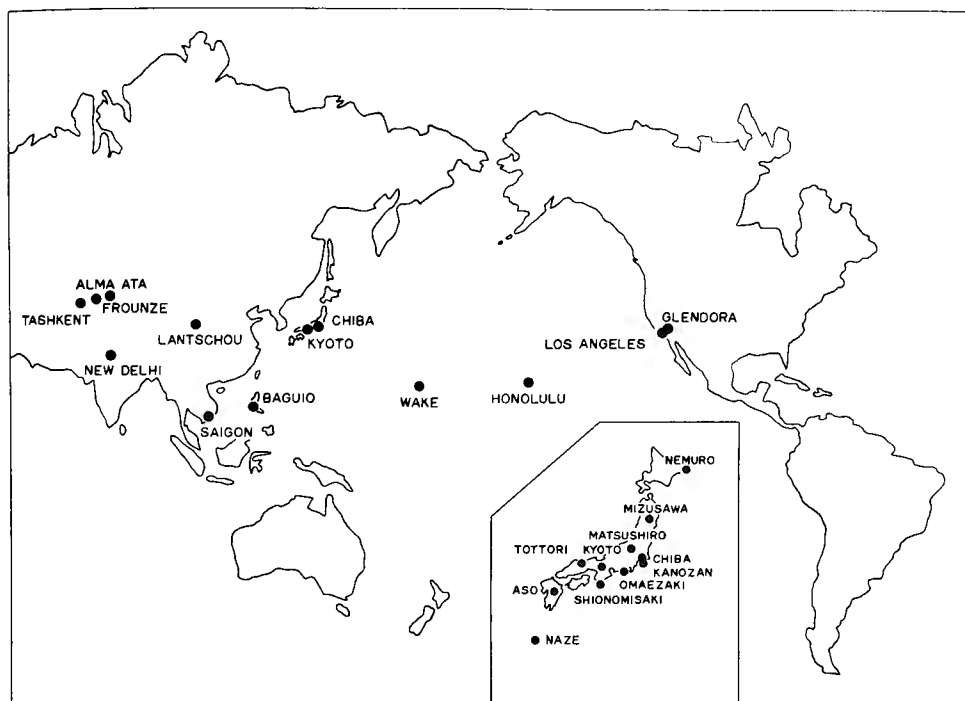 ALMA ATA
FROUNZE
TASHKENT
LANTSCHOU
NEW DELHI
CHIBA
KYOTO
BAGUIO
SAIGON
WAKE
HONOLULU
GLENDORA
LOS ANGELES
NEMURO
MIZUSAWA
MATSUSHIRO
TOTTORI
KYOTO
CHIBA
KANOZAN
OMAEZAKI
ASO
SHIONOMISAKI
NAZE